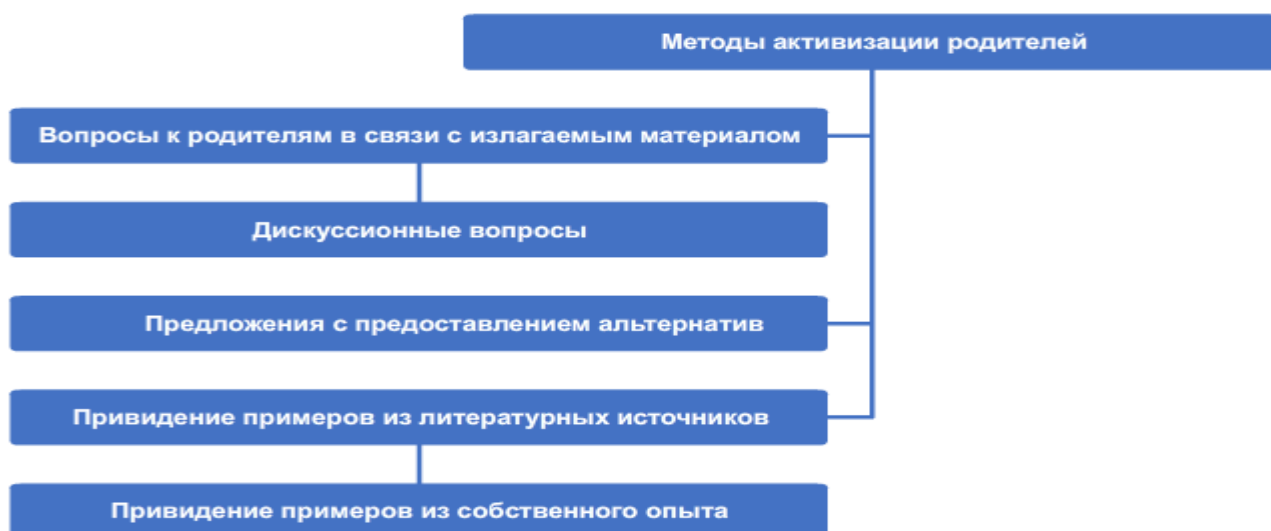 Методы активизации родителей
Вопросы к родителям в связи с излагаемым материалом
Дискуссионные вопросы
Предложения с предоставлением альтернатив
Привидение примеров из литературных источников
Привидение примеров из собственного опыта